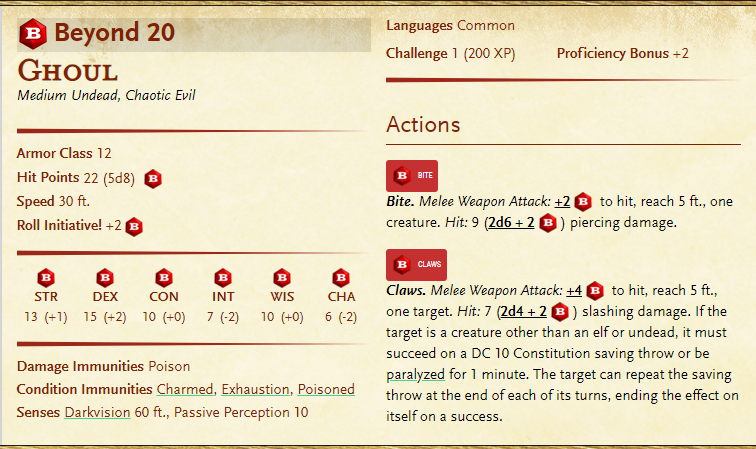 B Beyond 20
GHOUL
Medium Undead, Chaotic Evil
Armor Class 12
Hit Points 22 (5d8) B
Speed 30 ft.
Roll Initiative! +2 B
B B B B B B
STR DEX CON INT WIS CHA
13 (+1) 15 (+2) 10 (+0) 7 (-2) 10 (+0) 6 (-2)
Damage Immunities Poison
Condition Immunities Charmed, Exhaustion, Poisoned
Senses Darkvision 60 ft., Passive Perception 10
Languages Common
Challenge 1 (200 XP) Proficiency Bonus +2
Actions
B BITE
Bite. Melee Weapon Attack: +2 B to hit, reach 5 ft., one
creature. Hit: 9 (2d6 + 2 B ) piercing damage.
B CLAWS
Claws. Melee Weapon Attack: +4 B to hit, reach 5 ft.,
one target. Hit: 7 (2d4 + 2 B ) slashing damage. If the
target is a creature other than an elf or undead, it must
succeed on a DC 10 Constitution saving throw or be
paralyzed for 1 minute. The target can repeat the saving
throw at the end of each of its turns, ending the effect on
itself on a success.